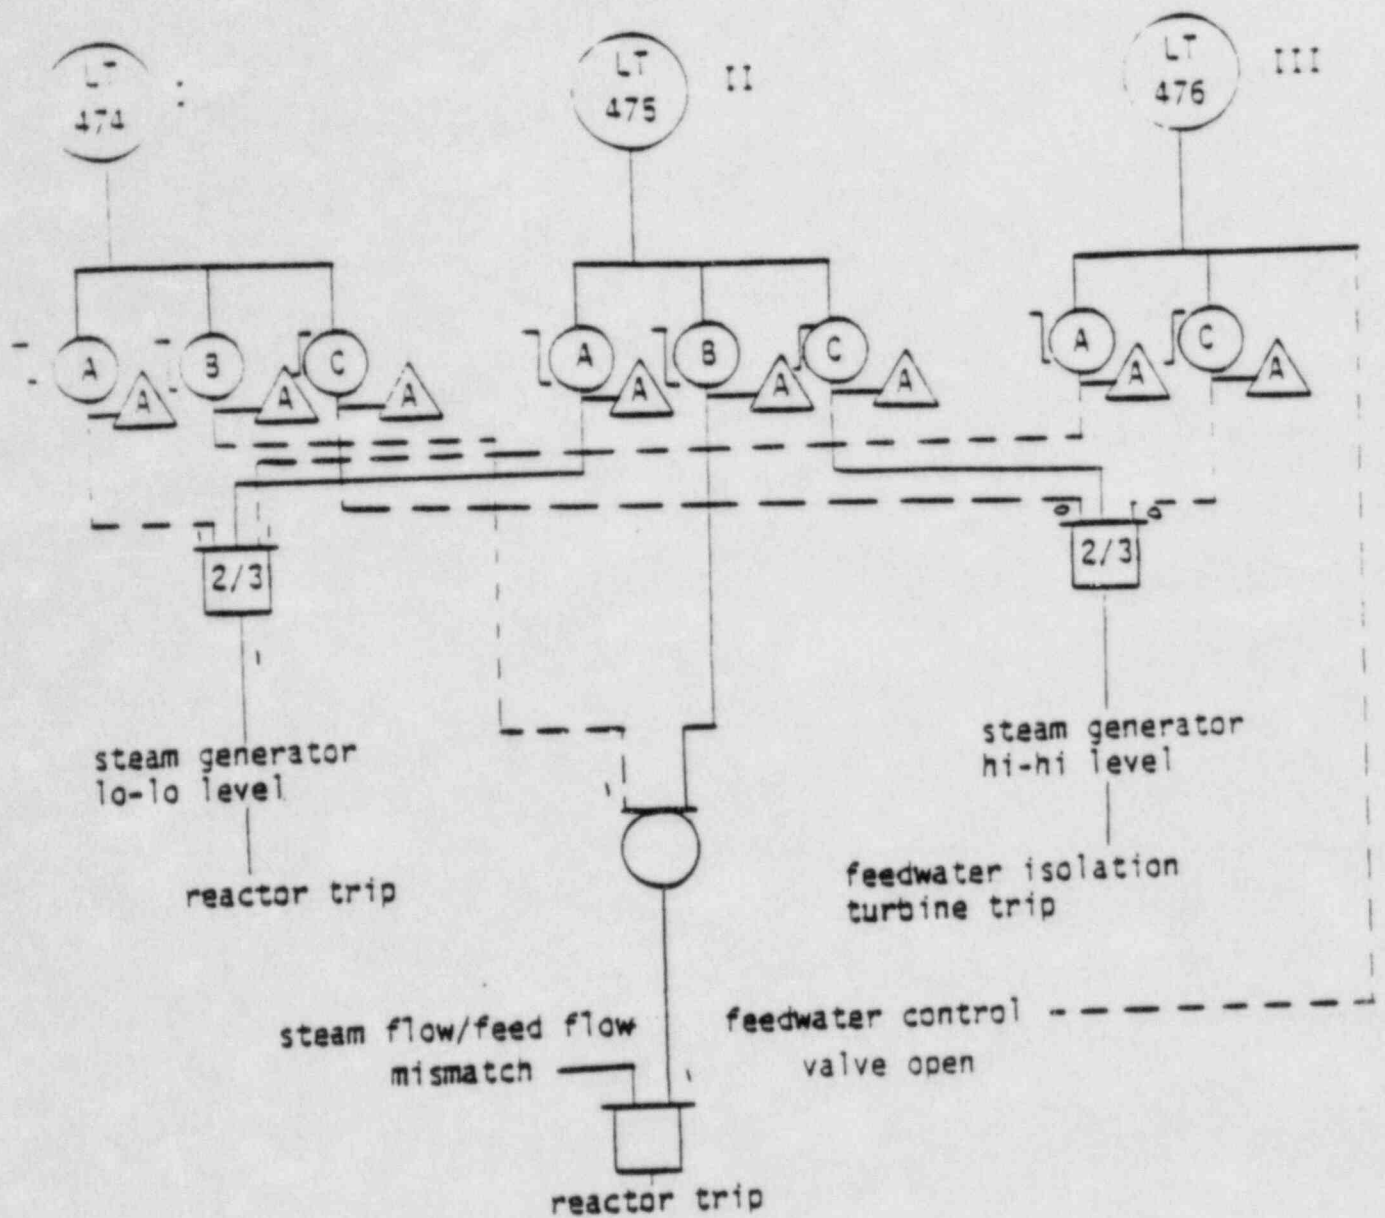 LT
474
LT
475
II
LT
476
III
A
B
C
A
B
C
A
C
A
A
A
A
A
A
A
A
2/3
2/3
steam generator
lo-lo level
steam generator
hi-hi level
reactor trip
feedwater isolation
turbine trip
steam flow/feed flow
mismatch
feedwater control
valve open
reactor trip